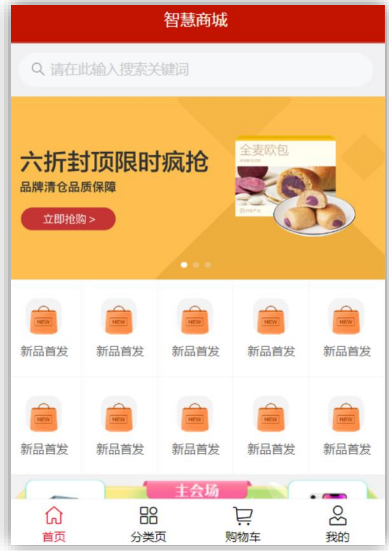 智慧商城
请在此输入搜索关键词
六折封顶限时疯抢
品牌清仓品质保障
立即抢购 >
全麦欧包
NEW NEW NEW NEW NEW
新品首发 新品首发 新品首发 新品首发 新品首发
NEW NEW NEW NEW NEW
新品首发 新品首发 新品首发 新品首发 新品首发
主会场
首页 分类页 购物车 我的